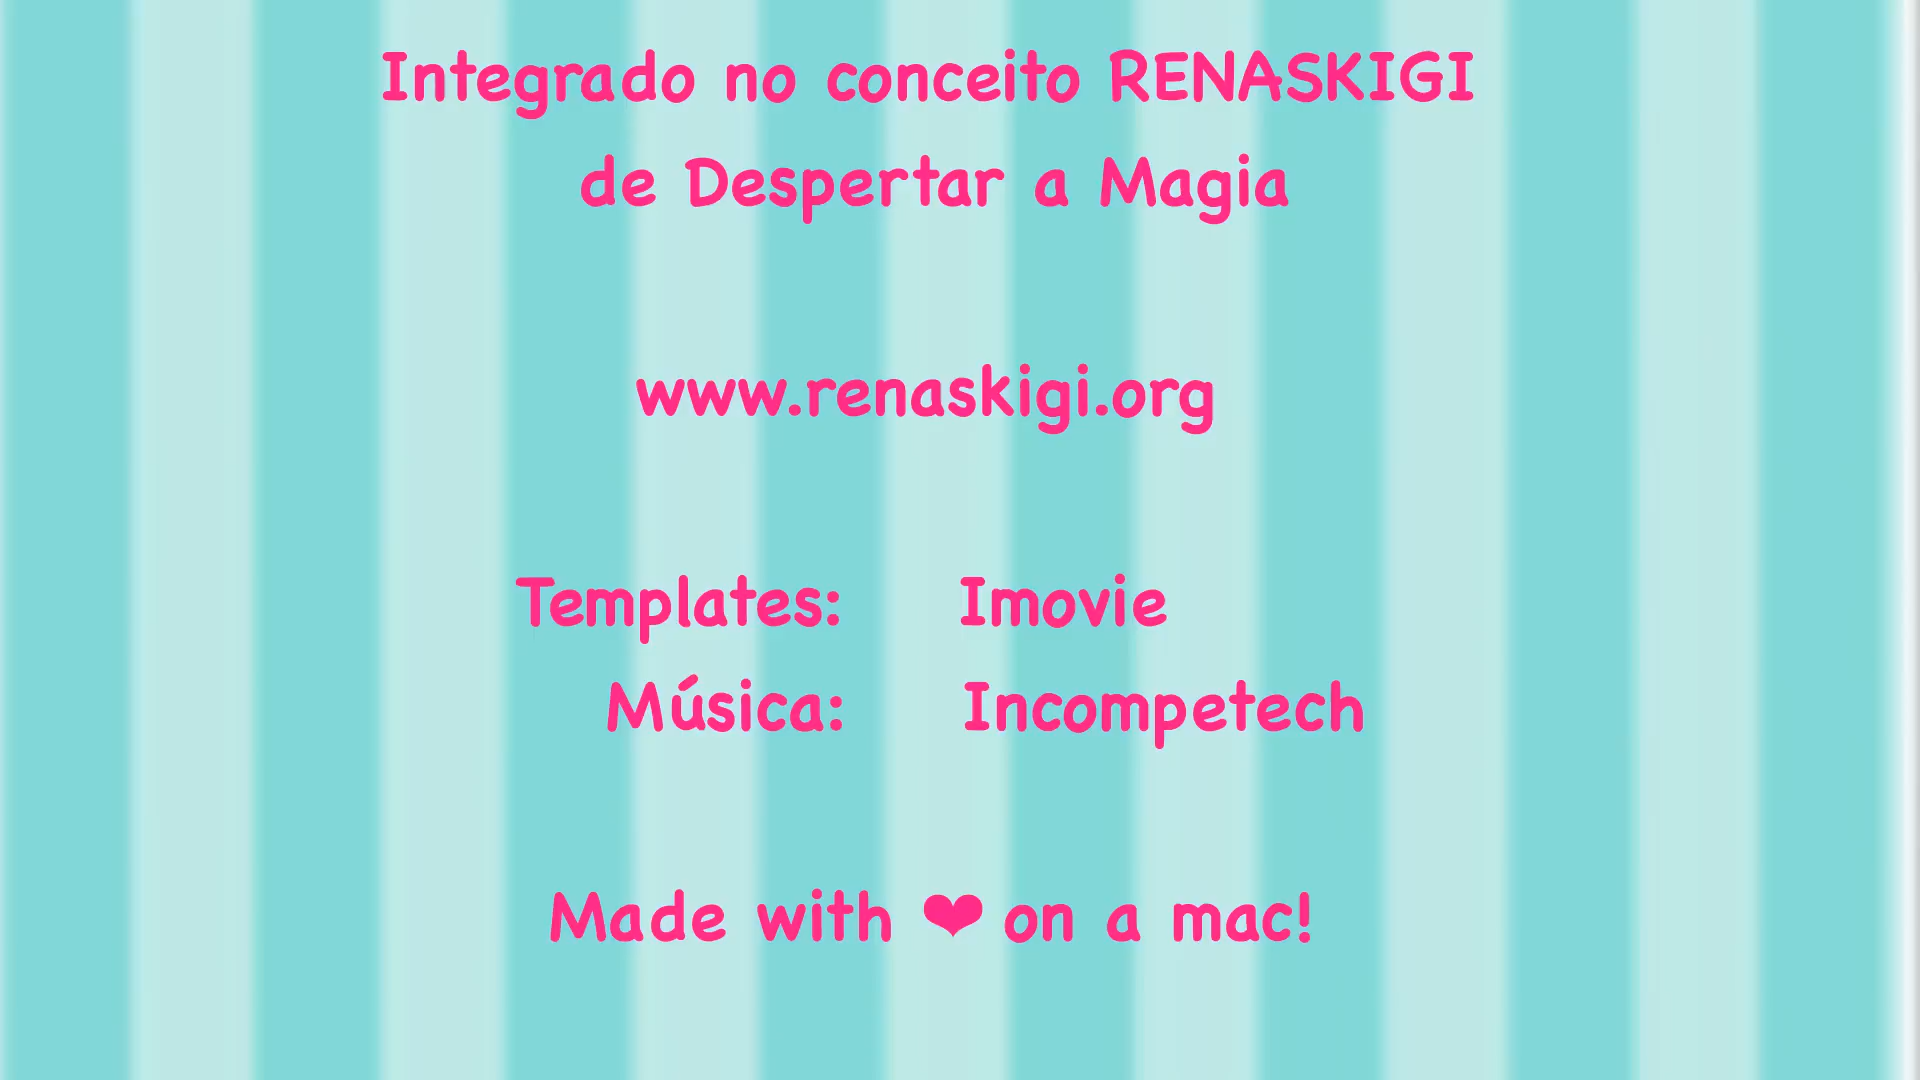 Integrado no conceito RENASKIGI
de Despertar a Magia
www.renaskigi.org
Templates: Imovie
Música: Incompetech
Made with ❤ on a mac!